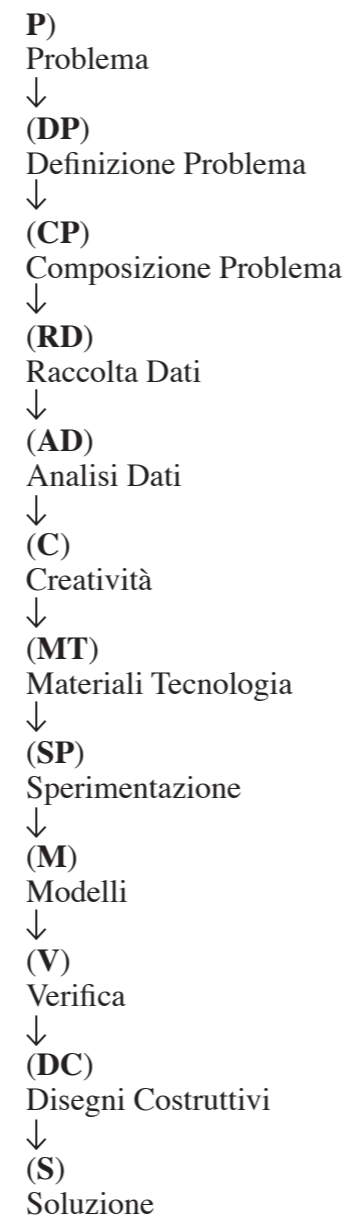 P)
Problema
↓
(DP)
Definizione Problema
↓
(CP)
Composizione Problema
↓
(RD)
Raccolta Dati
↓
(AD)
Analisi Dati
↓
(C)
Creatività
↓
(MT)
Materiali Tecnologia
↓
(SP)
Sperimentazione
↓
(M)
Modelli
↓
(V)
Verifica
↓
(DC)
Disegni Costruttivi
↓
(S)
Soluzione